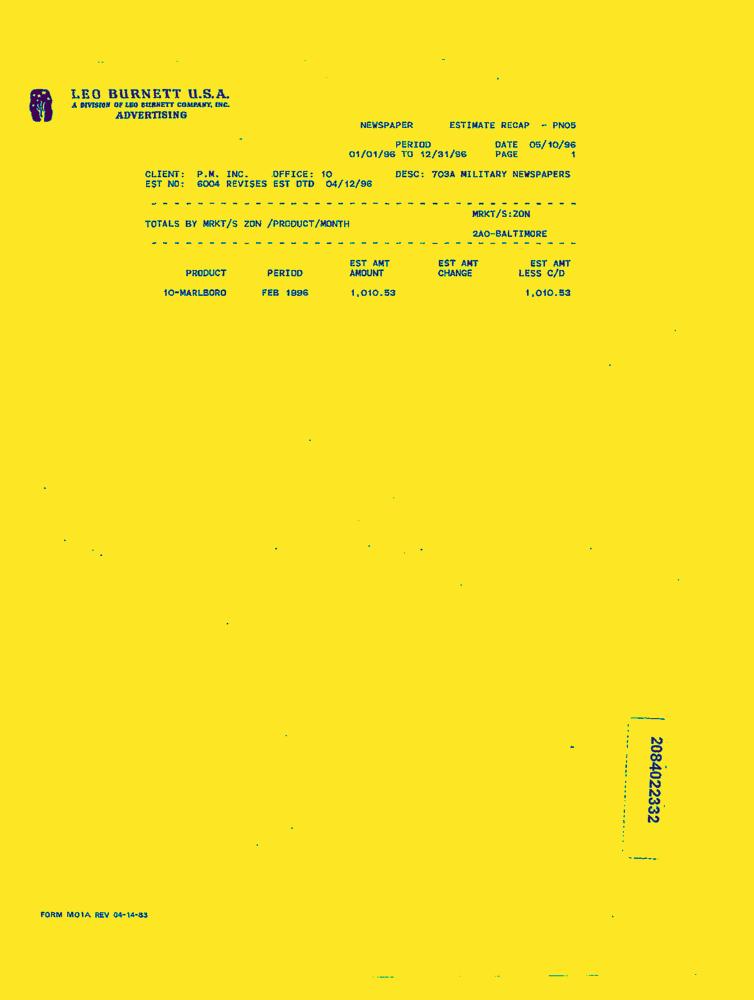 LEO BURNETT U.S.A.
A DIVISION OF LEO BURNETT COMPANY, INC.
ADVERTISING
NEWSPAPER ESTIMATE RECAP - PN05
PERIOD DATE 05/10/96
01/01/96 TO 12/31/96 PAGE 1
CLIENT: P.M. INC. OFFICE: 10 DESC: 703A MILITARY NEWSPAPERS
EST NO: 6004 REVISES EST DTD 04/12/96
MRKT/S:ZON
TOTALS BY MRKT/S ZON /PRODUCT/MONTH
2A0-BALTIMORE
EST AMT EST AMT EST AMT
PRODUCT PERIOD AMOUNT CHANGE LESS C/D
10-MARLBORO FEB 1996 1,010.53 1,010.53
2084022332
FORM M01A REV 04-14-83